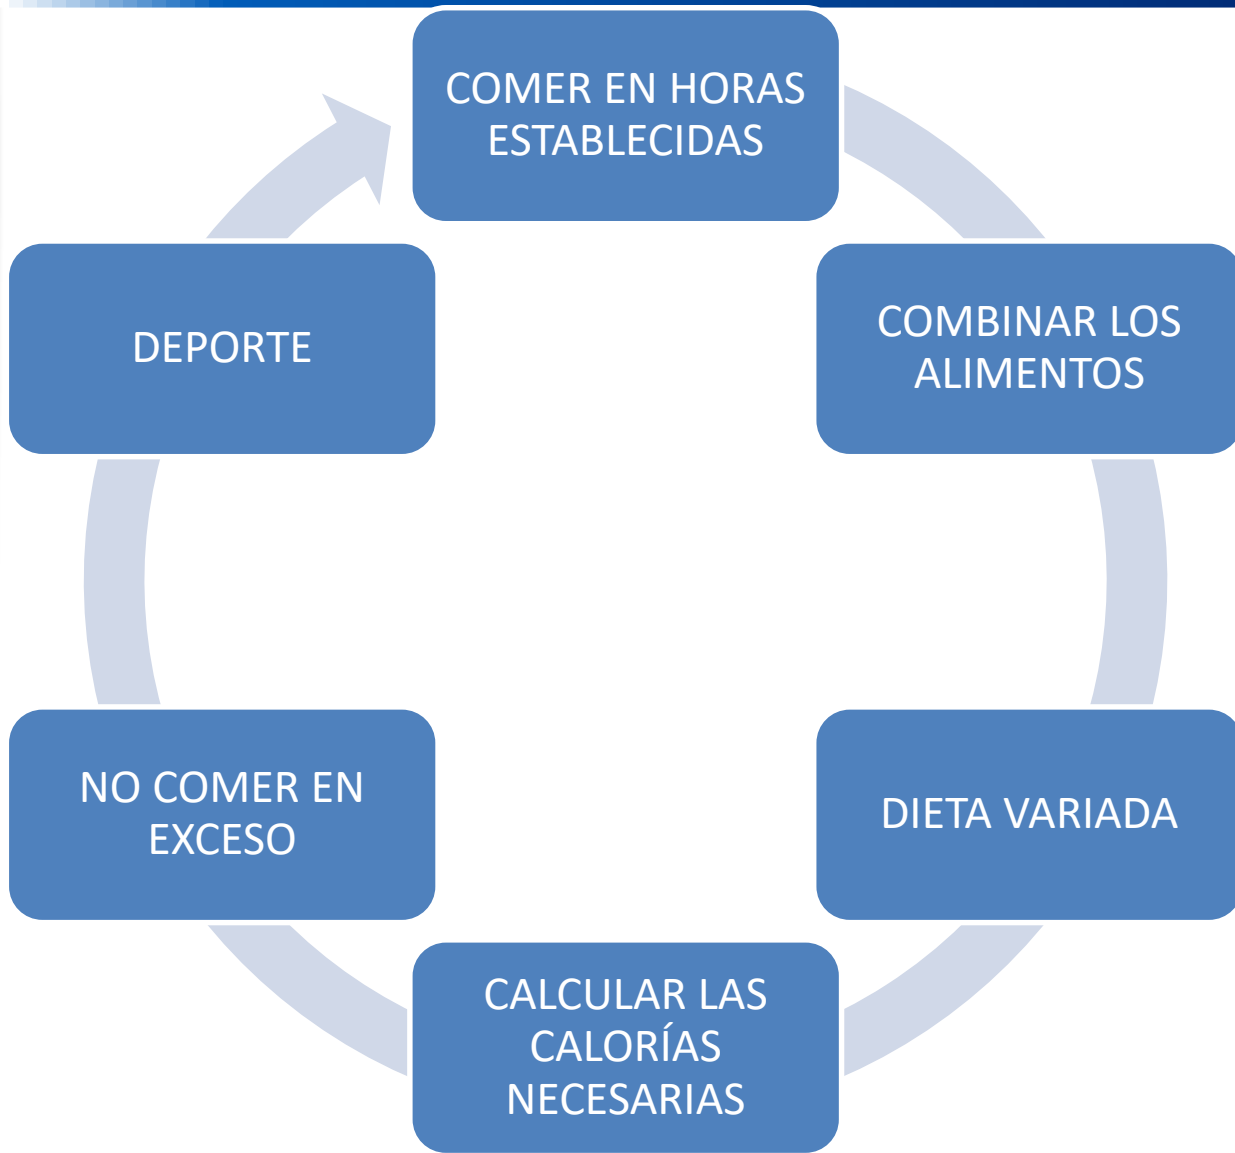 COMER EN HORAS
ESTABLECIDAS
COMBINAR LOS
ALIMENTOS
DIETA VARIADA
CALCULAR LAS
CALORÍAS
NECESARIAS
NO COMER EN
EXCESO
DEPORTE